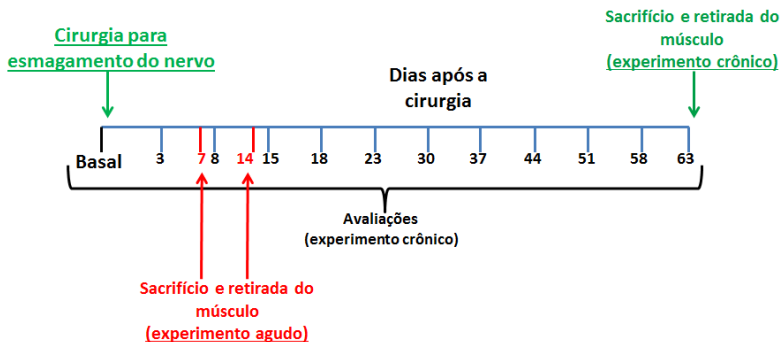 Cirurgia para
esmagamento do nervo
Sacrifício e retirada do
músculo
(experimento crônico)
Dias após a
cirurgia
Basal 3 7 8 14 15 18 23 30 37 44 51 58 63
Avaliações
(experimento crônico)
Sacrifício e retirada do
músculo
(experimento agudo)